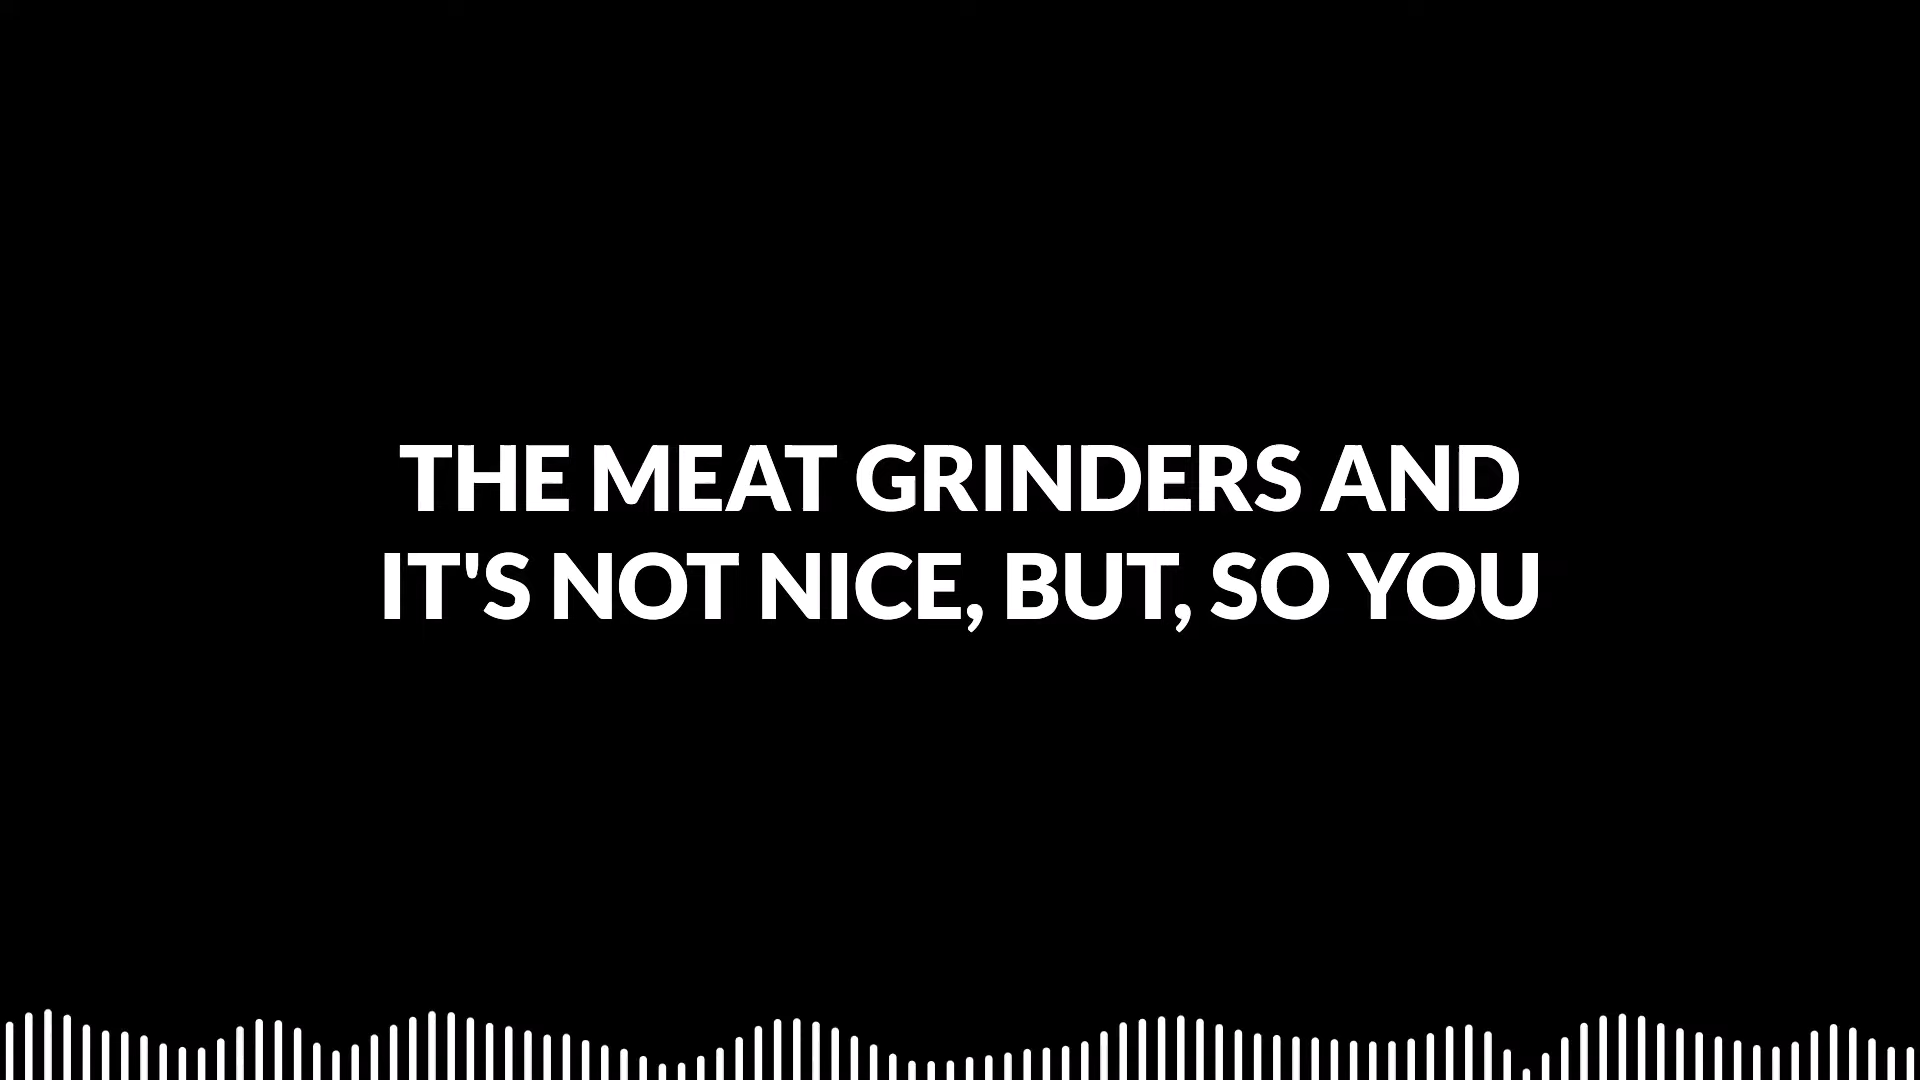 THE MEAT GRINDERS AND
IT'S NOT NICE, BUT, SO YOU